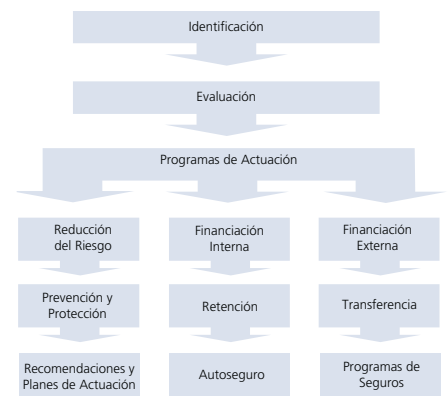 Identificación
Evaluación
Programas de Actuación
Reducción
del Riesgo
Financiación
Interna
Financiación
Externa
Prevención y
Protección
Retención
Transferencia
Recomendaciones y
Planes de Actuación
Autoseguro
Programas de
Seguros